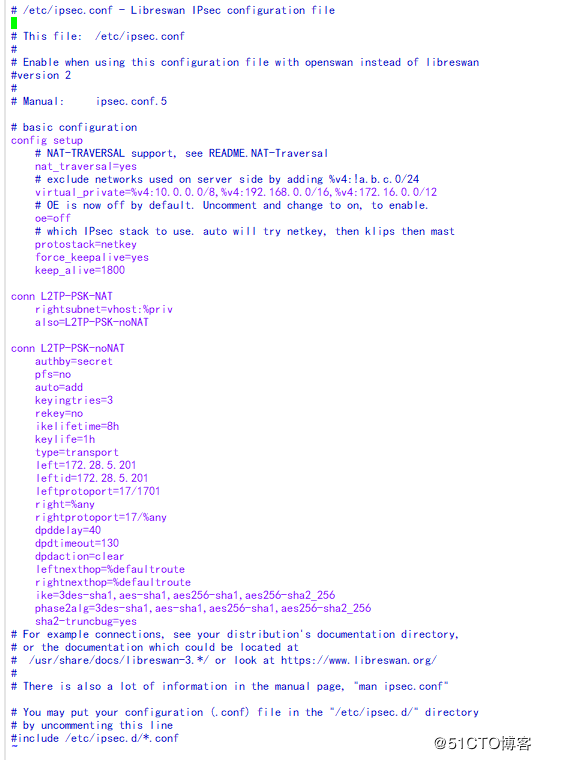 # /etc/ipsec.conf - Libreswan IPsec configuration file

# This file:  /etc/ipsec.conf
#
# Enable when using this configuration file with openswan instead of libreswan
#version 2
#
# Manual:     ipsec.conf.5

# basic configuration
config setup
    # NAT-TRAVERSAL support, see README.NAT-Traversal
    nat_traversal=yes
    # exclude networks used on server side by adding %v4:!a.b.c.0/24
    virtual_private=%v4:10.0.0.0/8,%v4:192.168.0.0/16,%v4:172.16.0.0/12
    # OE is now off by default. Uncomment and change to on, to enable.
    oe=off
    # which IPsec stack to use. auto will try netkey, then klips then mast
    protostack=netkey
    force_keepalive=yes
    keep_alive=1800

conn L2TP-PSK-NAT
    rightsubnet=vhost:%priv
    also=L2TP-PSK-noNAT

conn L2TP-PSK-noNAT
    authby=secret
    pfs=no
    auto=add
    keyingtries=3
    rekey=no
    ikelifetime=8h
    keylife=1h
    type=transport
    left=172.28.5.201
    leftid=172.28.5.201
    leftprotoport=17/1701
    right=%any
    rightprotoport=17/%any
    dpddelay=40
    dpdtimeout=130
    dpdaction=clear
    leftnexthop=%defaultroute
    rightnexthop=%defaultroute
    ike=3des-sha1,aes-sha1,aes256-sha1,aes256-sha2_256
    phase2alg=3des-sha1,aes-sha1,aes256-sha1,aes256-sha2_256
    sha2-truncbug=yes
# For example connections, see your distribution's documentation directory,
# or the documentation which could be located at
#  /usr/share/docs/libreswan-3.*/ or look at https://www.libreswan.org/
#
# There is also a lot of information in the manual page, "man ipsec.conf"

# You may put your configuration (.conf) file in the "/etc/ipsec.d/" directory
# by uncommenting this line
#include /etc/ipsec.d/*.conf
~
@51CTO博客